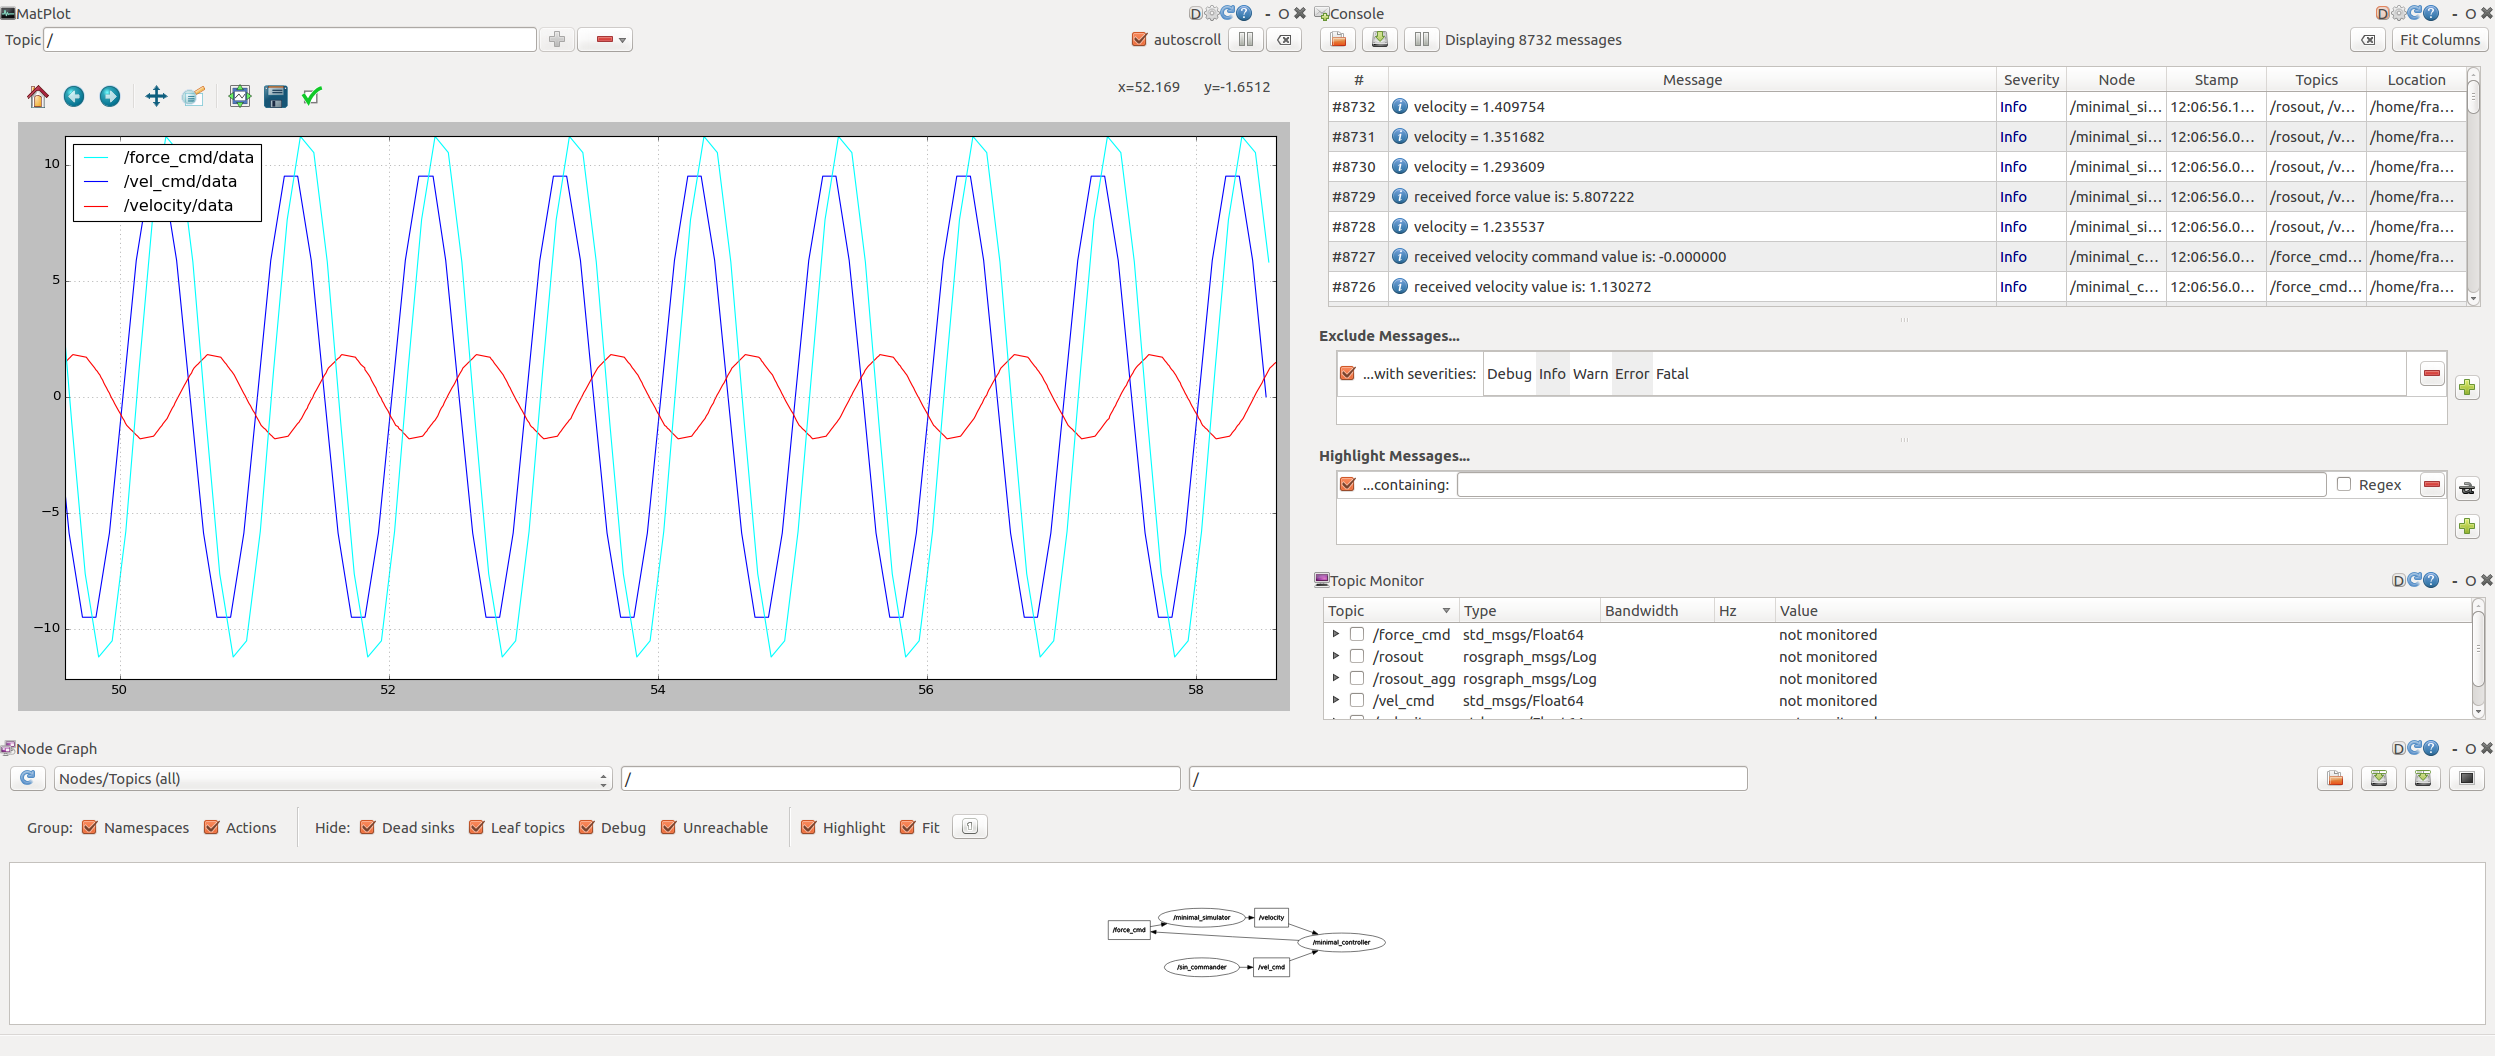 MatPlot
D - O
Topic /
autoscroll
x=52.169 y=-1.6512
/force_cmd/data
/vel_cmd/data
/velocity/data
10
5
0
−5
−10
50 52 54 56 58
Console
D - O
Displaying 8732 messages
Fit Columns
# Message Severity Node Stamp Topics Location
#8732 velocity = 1.409754 Info /minimal_si... 12:06:56.1... /rosout, /v... /home/fra...
#8731 velocity = 1.351682 Info /minimal_si... 12:06:56.0... /rosout, /v... /home/fra...
#8730 velocity = 1.293609 Info /minimal_si... 12:06:56.0... /rosout, /v... /home/fra...
#8729 received force value is: 5.807222 Info /minimal_si... 12:06:56.0... /rosout, /v... /home/fra...
#8728 velocity = 1.235537 Info /minimal_si... 12:06:56.0... /rosout, /v... /home/fra...
#8727 received velocity command value is: -0.000000 Info /minimal_c... 12:06:56.0... /force_cmd... /home/fra...
#8726 received velocity value is: 1.130272 Info /minimal_c... 12:06:56.0... /force_cmd... /home/fra...
Exclude Messages...
...with severities: Debug Info Warn Error Fatal
Highlight Messages...
...containing: Regex
Topic Monitor
D - O
Topic Type Bandwidth Hz Value
/force_cmd std_msgs/Float64 not monitored
/rosout rosgraph_msgs/Log not monitored
/rosout_agg rosgraph_msgs/Log not monitored
/vel_cmd std_msgs/Float64 not monitored
Node Graph
D - O
Nodes/Topics (all) / /
Group: Namespaces Actions Hide: Dead sinks Leaf topics Debug Unreachable Highlight Fit
/minimal_simulator /velocity
/force_cmd
/minimal_controller
/sin_commander /vel_cmd